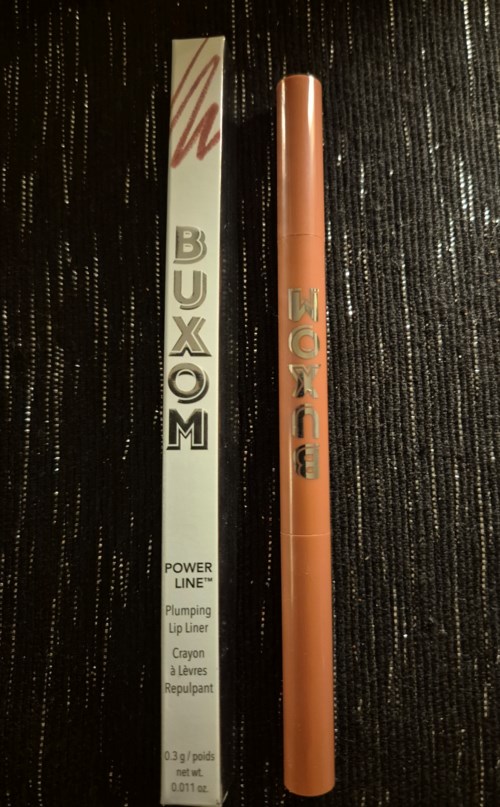 BUXOM
POWER
LINE™
Plumping
Lip Liner
Crayon
à Lèvres
Repulpant
0.3 g / poids
net wt.
0.011 oz.
BUXOM